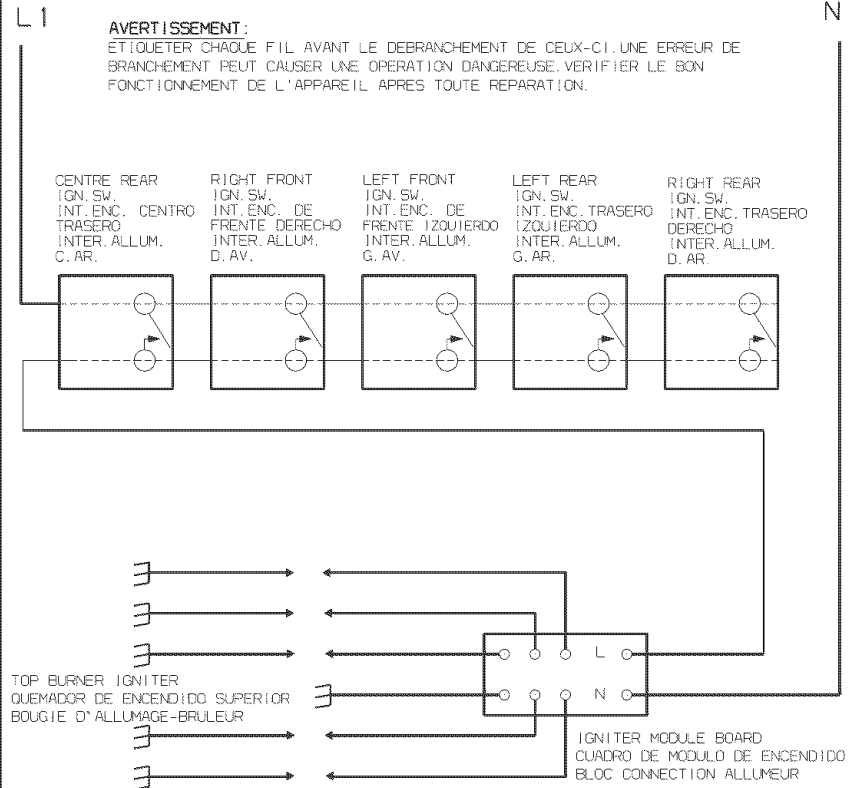 L1
N
AVERTISSEMENT:
ETIQUETER CHAQUE FIL AVANT LE DEBRANCHEMENT DE CEUX-CI.UNE ERREUR DE
BRANCHEMENT PEUT CAUSER UNE OPERATION DANGEREUSE.VERIFIER LE BON
FONCTIONNEMENT DE L'APPAREIL APRES TOUTE REPARATION.
CENTRE REAR
IGN.SW.
INT.ENC. CENTRO
TRASERO
INTER.ALLUM.
C.AR.
RIGHT FRONT
IGN.SW.
INT.ENC. DE
FRENTE DERECHO
INTER.ALLUM.
D.AV.
LEFT FRONT
IGN.SW.
INT.ENC. DE
FRENTE IZQUIERDO
INTER.ALLUM.
G.AV.
LEFT REAR
IGN.SW.
INT.ENC.TRASERO
IZQUIERDO
INTER.ALLUM.
G.AR.
RIGHT REAR
IGN.SW.
INT.ENC.TRASERO
DERECHO
INTER.ALLUM.
D.AR.
L
N
TOP BURNER IGNITER
QUEMADOR DE ENCENDIDO SUPERIOR
BOUGIE D'ALLUMAGE-BRULEUR
IGNITER MODULE BOARD
CUADRO DE MODULO DE ENCENDIDO
BLOC CONNECTION ALLUMEUR